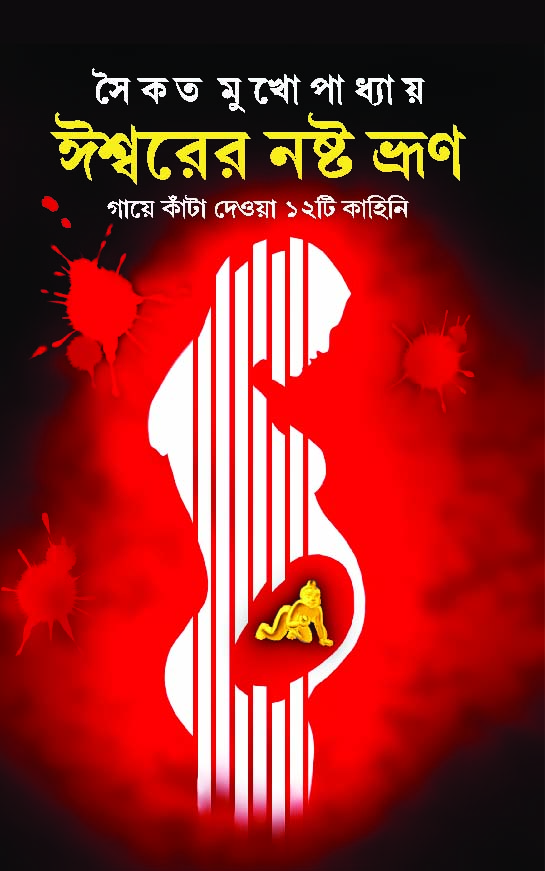 সৈকত মুখোপাধ্যায়
ঈশ্বরের নষ্ট ভ্রূণ
গায়ে কাঁটা দেওয়া ১২টি কাহিনি